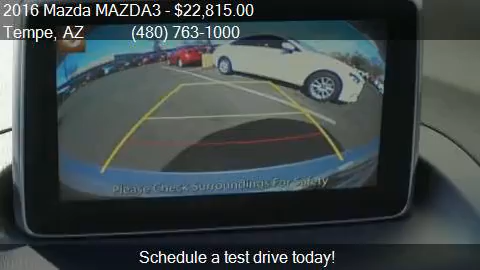 2016 Mazda MAZDA3 - $22,815.00
Tempe, AZ (480) 763-1000
Please Check Surroundings For Safety
Schedule a test drive today!